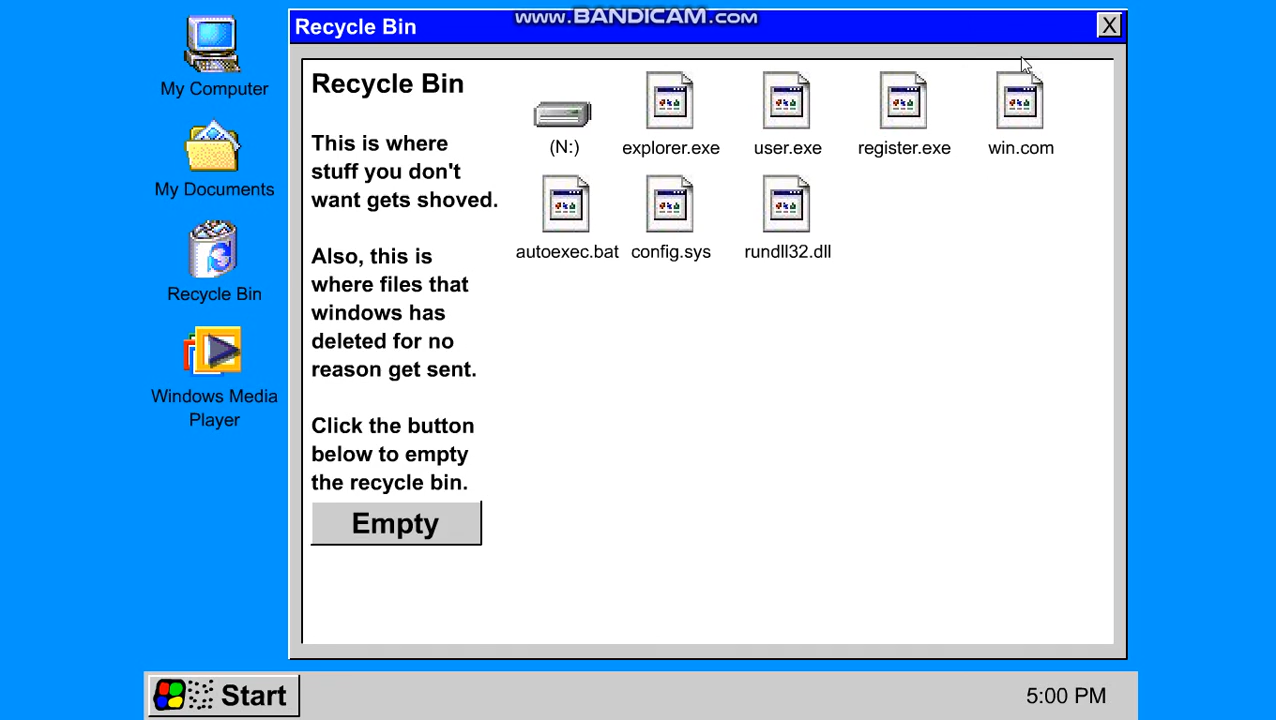 www.BANDICAM.com
Recycle Bin
X
My Computer
My Documents
Recycle Bin
Windows Media
Player
Recycle Bin
This is where
stuff you don't
want gets shoved.
Also, this is
where files that
windows has
deleted for no
reason get sent.
Click the button
below to empty
the recycle bin.
Empty
(N:)
explorer.exe
user.exe
register.exe
win.com
autoexec.bat
config.sys
rundll32.dll
Start
5:00 PM